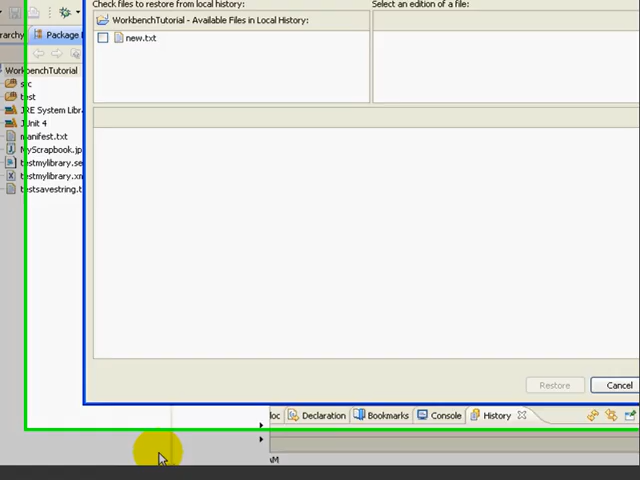 Check files to restore from local history:
Select an edition of a file:
WorkbenchTutorial - Available Files in Local History:
new.txt
Package
WorkbenchTutorial
src
test
JRE System Libr
JUnit 4
manifest.txt
MyScrapbook.jp
testmylibrary.se
testmylibrary.xm
testsavestring.t
Restore
Cancel
Declaration
Bookmarks
Console
History